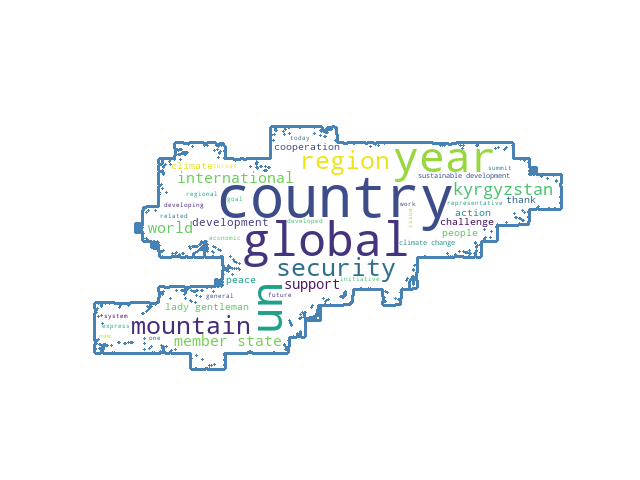 today
cooperation
climate
threat
region
year
summit
international
sustainable development
regional
goal
country
kyrgyzstan
developing
work
representative
thank
related
world
development
developed
global
vision
action
challenge
people
economic
climate change
security
peace
support
initiative
un
general
future
lady gentleman
system
mountain
express
new
one
member state